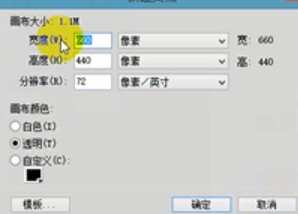 画布大小: 1.1M
宽度(W): 像素 宽: 660
高度(H): 440 像素 高: 440
分辨率(R): 72 像素／英寸
画布颜色:
白色(I)
透明(T)
自定义(C):
模板... 确定 取消